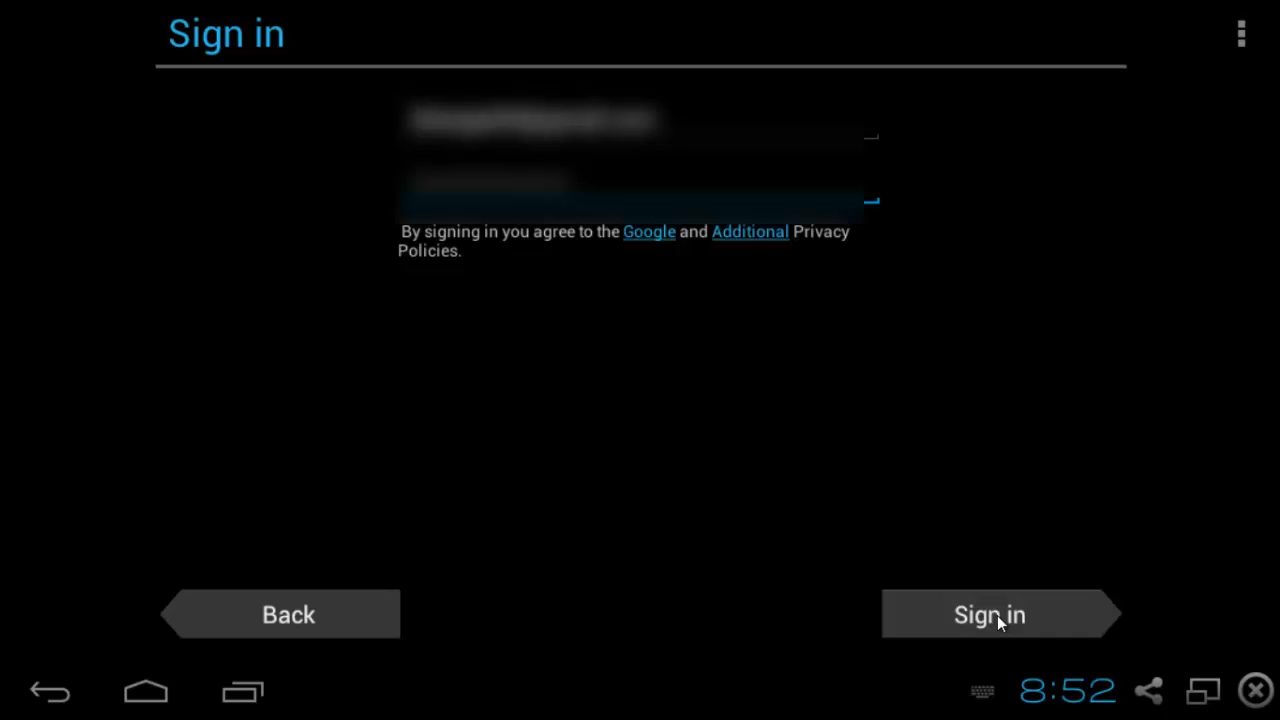 Sign in
By signing in you agree to the Google and Additional Privacy
Policies.
Back
Sign in
8:52